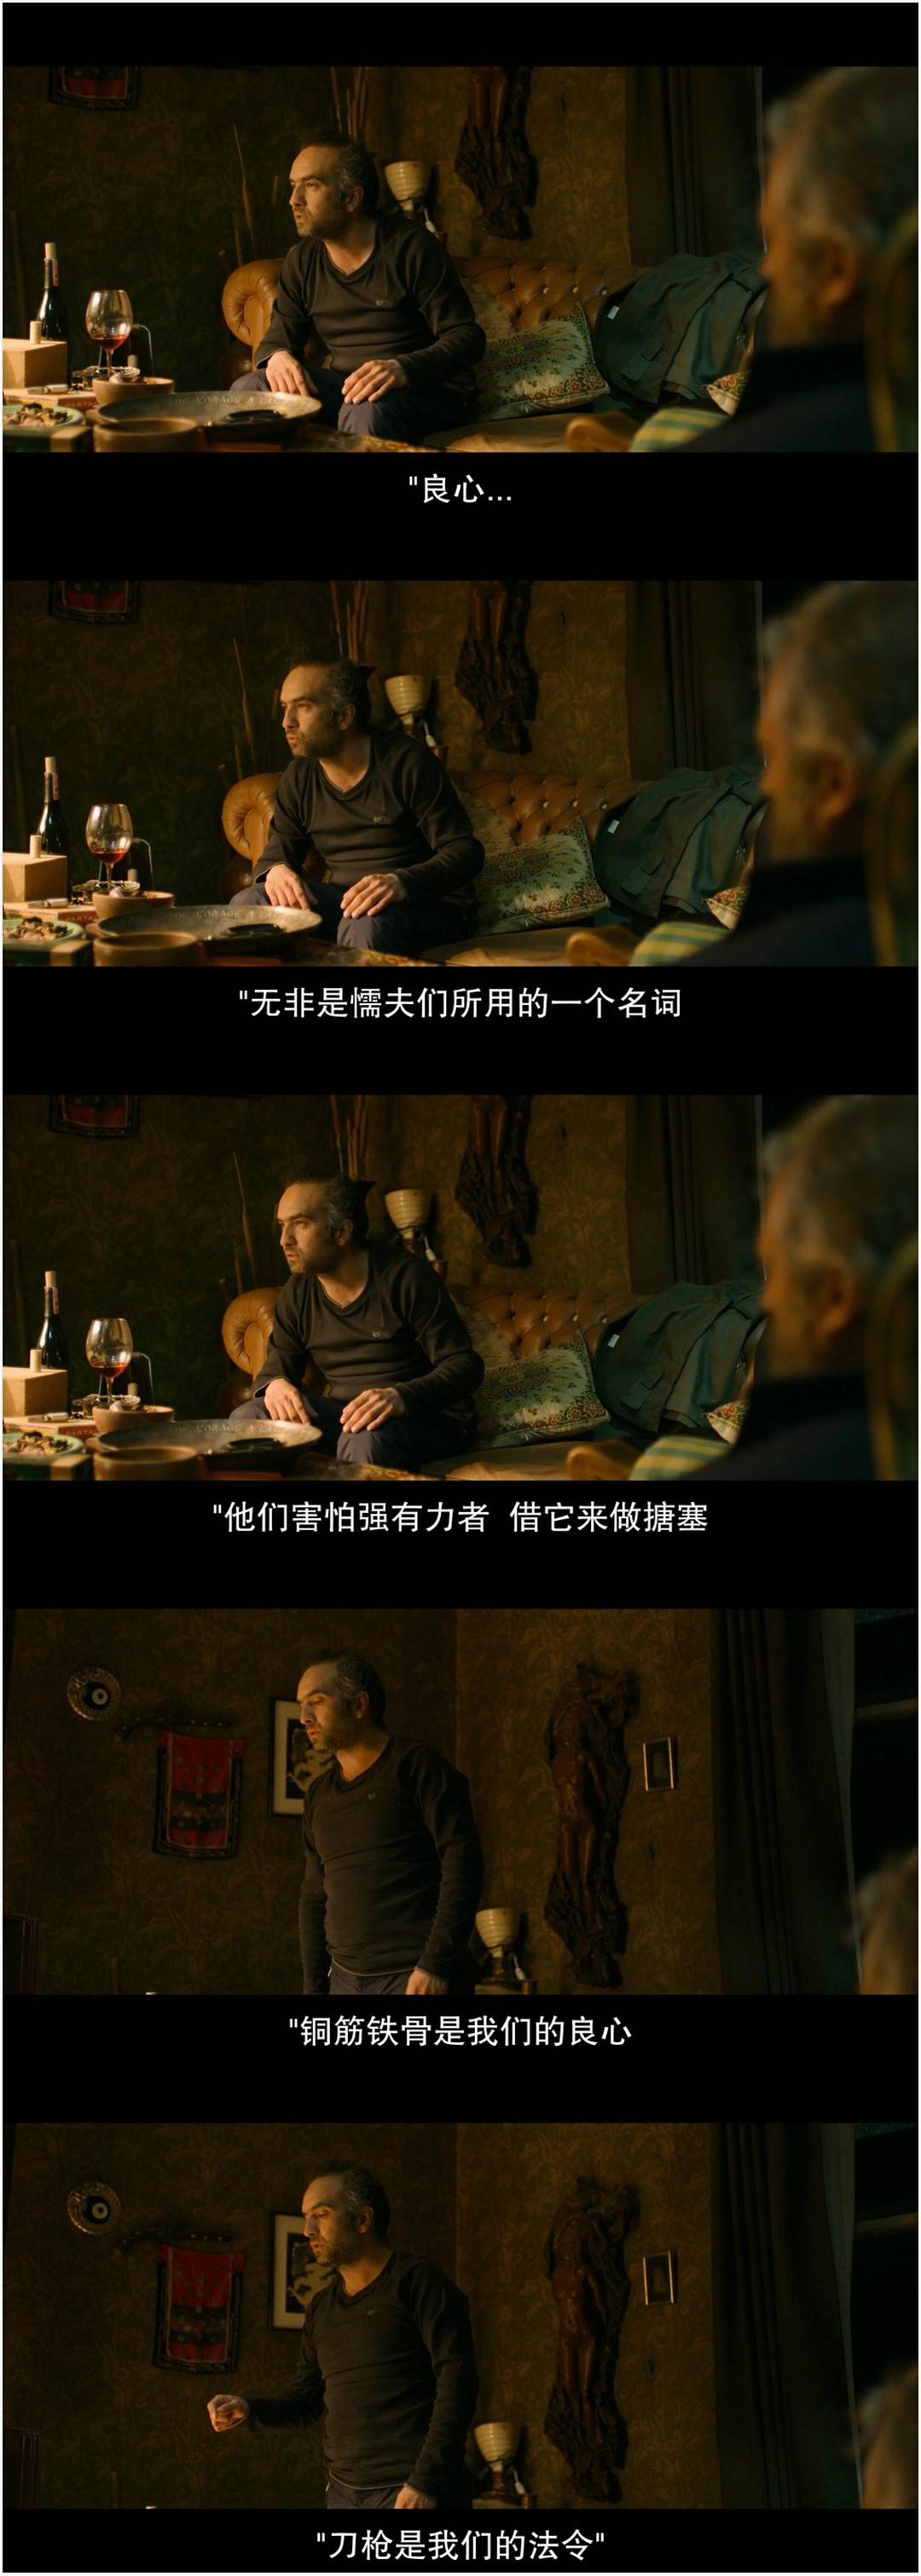 "良心...
"无非是懦夫们所用的一个名词
"他们害怕强有力者 借它来做搪塞
"铜筋铁骨是我们的良心
"刀枪是我们的法令"